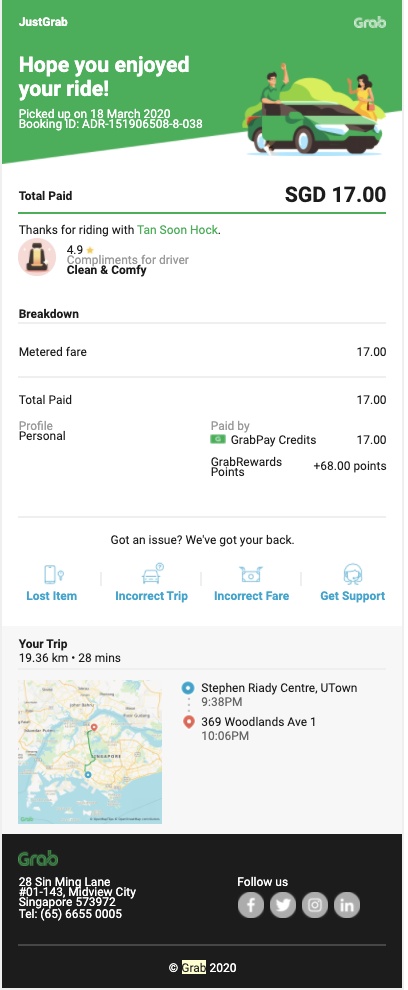 JustGrab
Grab
Hope you enjoyed
your ride!
Picked up on 18 March 2020
Booking ID: ADR-151906508-8-038
Total Paid SGD 17.00
Thanks for riding with Tan Soon Hock.
4.9 ★
Compliments for driver
Clean & Comfy
Breakdown
Metered fare 17.00
Total Paid 17.00
Profile
Personal
Paid by
GrabPay Credits 17.00
GrabRewards
Points +68.00 points
Got an issue? We've got your back.
Lost Item
Incorrect Trip
Incorrect Fare
Get Support
Your Trip
19.36 km • 28 mins
SINGAPORE
Grab
Stephen Riady Centre, UTown
9:38PM
369 Woodlands Ave 1
10:06PM
Grab
28 Sin Ming Lane
#01-143, Midview City
Singapore 573972
Tel: (65) 6655 0005
Follow us
© Grab 2020